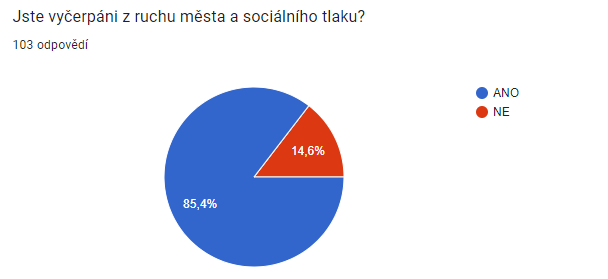 Jste vyčerpáni z ruchu města a sociálního tlaku?
103 odpovědí
ANO
NE
14,6%
85,4%